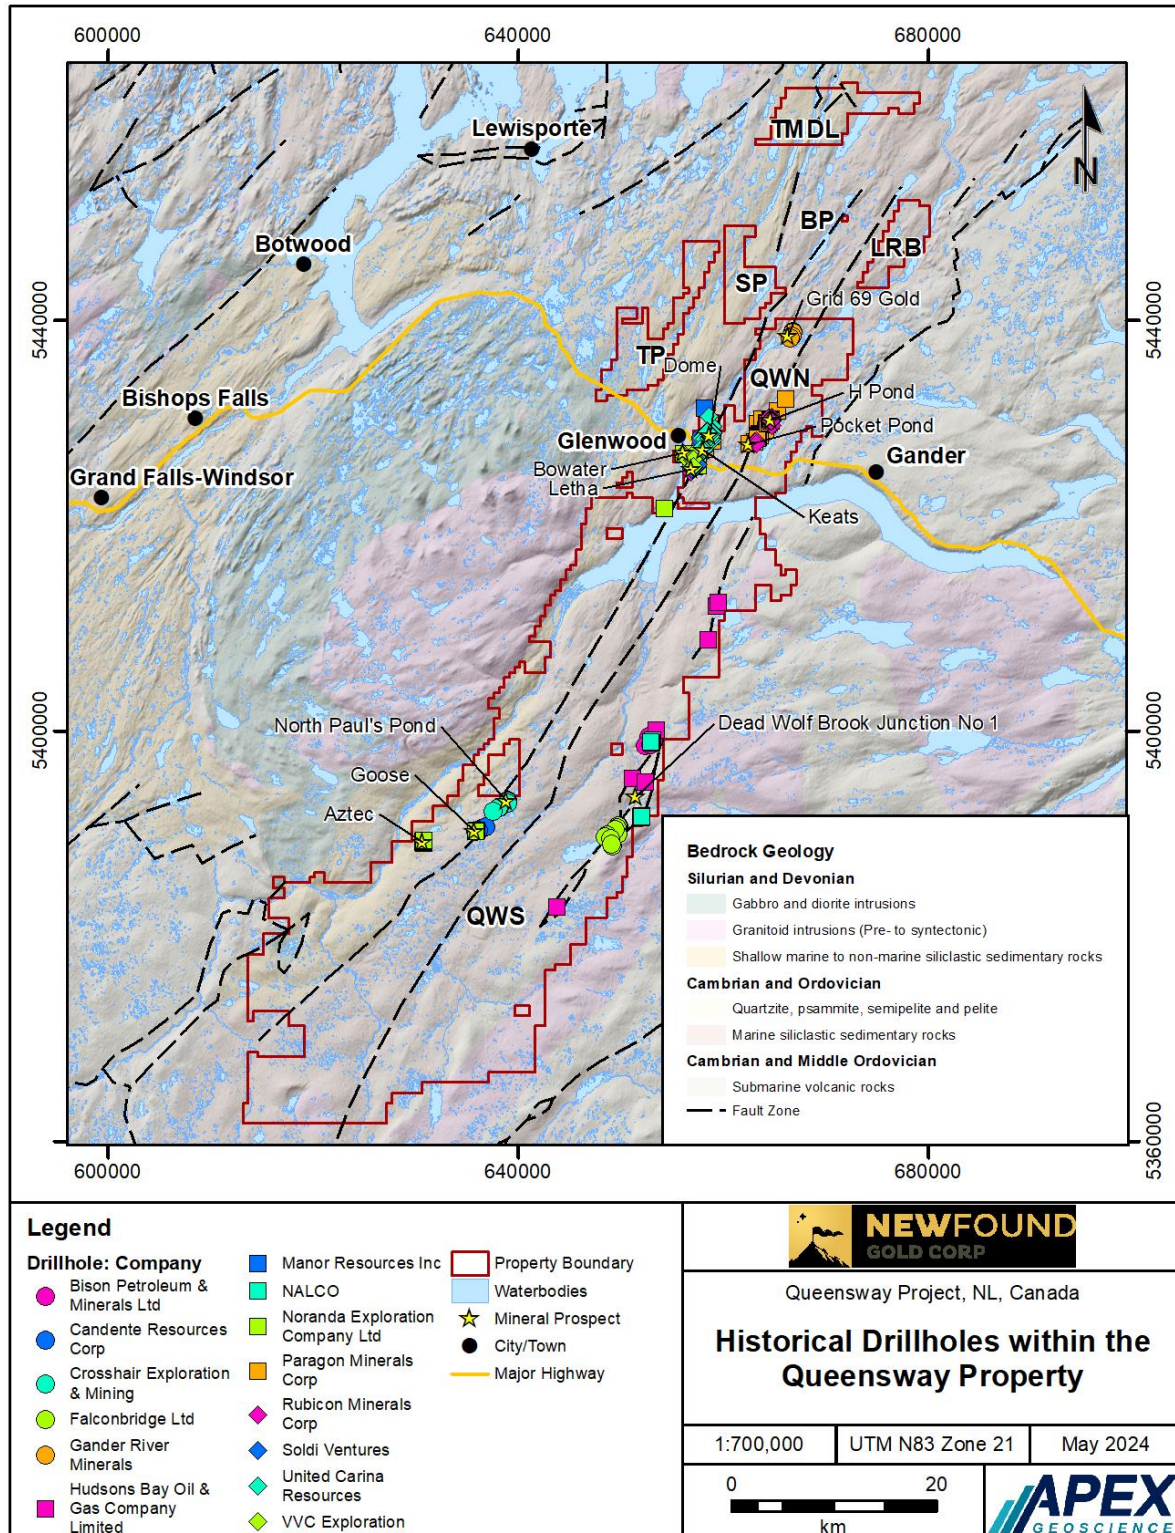 600000
640000
680000
Lewisporte
TMDL
N
BP
Botwood
LRB
SP
Grid 69 Gold
5440000
5440000
TP
Dome
QWN
Bishops Falls
H Pond
Pocket Pond
Glenwood
Gander
Bowater
Grand Falls-Windsor
Letha
Keats
North Paul's Pond
Dead Wolf Brook Junction No 1
5400000
5400000
Goose
Aztec
QWS
Bedrock Geology
Silurian and Devonian
Gabbro and diorite intrusions
Granitoid intrusions (Pre- to syntectonic)
Shallow marine to non-marine siliclastic sedimentary rocks
Cambrian and Ordovician
Quartzite, psammite, semipelite and pelite
Marine siliclastic sedimentary rocks
Cambrian and Middle Ordovician
Submarine volcanic rocks
Fault Zone
5360000
600000
640000
680000
Legend
Drillhole: Company
Bison Petroleum &
Minerals Ltd
Candente Resources
Corp
Crosshair Exploration
& Mining
Falconbridge Ltd
Gander River
Minerals
Hudsons Bay Oil &
Gas Company
Limited
Manor Resources Inc
NALCO
Noranda Exploration
Company Ltd
Paragon Minerals
Corp
Rubicon Minerals
Corp
Soldi Ventures
United Carina
Resources
VVC Exploration
Property Boundary
Waterbodies
Mineral Prospect
City/Town
Major Highway
NEWFOUND
GOLD CORP
Queensway Project, NL, Canada
Historical Drillholes within the
Queensway Property
1:700,000
UTM N83 Zone 21
May 2024
0
20
km
APEX
GEOSCIENCE